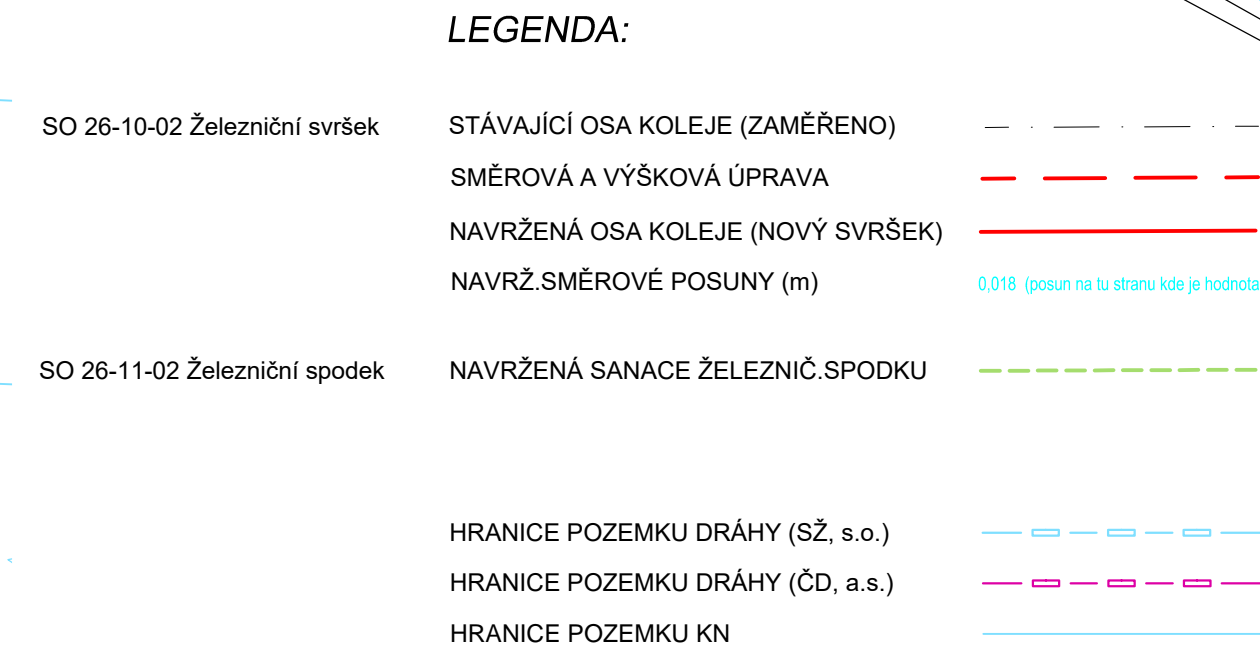 LEGENDA:
SO 26-10-02 Železniční svršek STÁVAJÍCÍ OSA KOLEJE (ZAMĚŘENO)
SMĚROVÁ A VÝŠKOVÁ ÚPRAVA
NAVRŽENÁ OSA KOLEJE (NOVÝ SVRŠEK)
NAVRŽ.SMĚROVÉ POSUNY (m) 0,018 (posun na tu stranu kde je hodnota
SO 26-11-02 Železniční spodek NAVRŽENÁ SANACE ŽELEZNIČ.SPODKU
HRANICE POZEMKU DRÁHY (SŽ, s.o.)
HRANICE POZEMKU DRÁHY (ČD, a.s.)
HRANICE POZEMKU KN